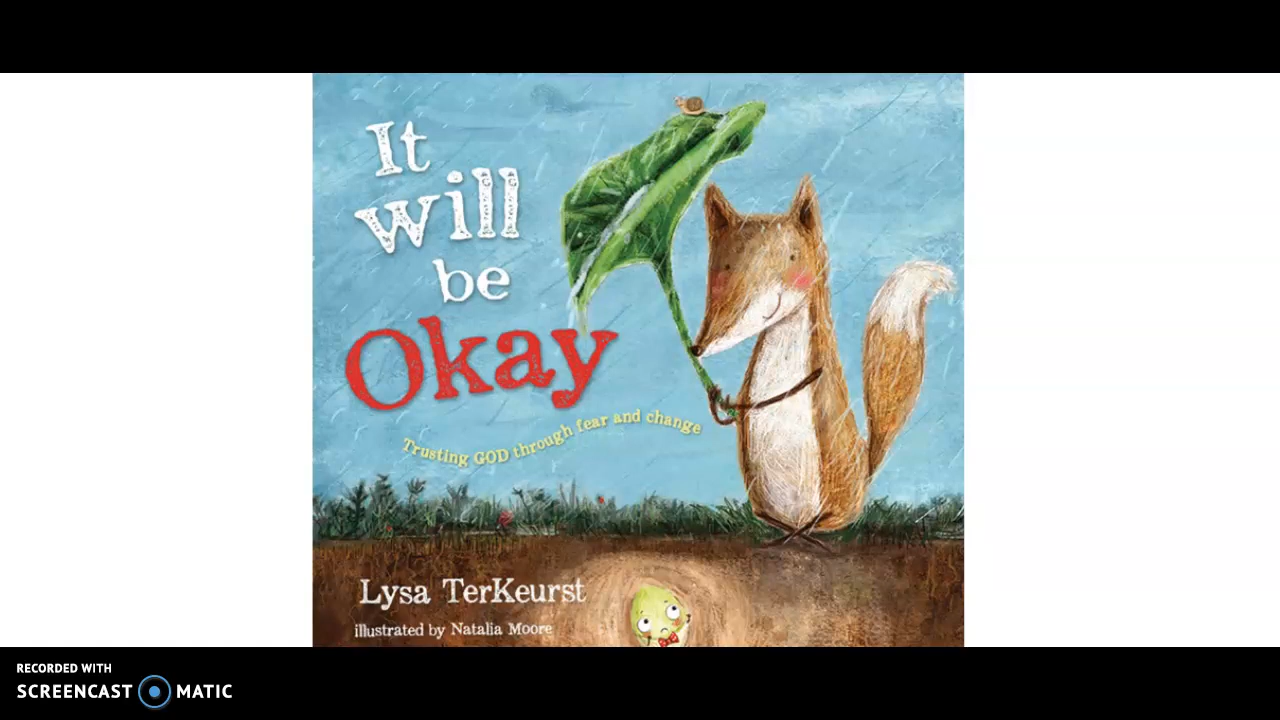 It
will
be
Okay
Trusting GOD through fear and change
Lysa TerKeurst
illustrated by Natalia Moore
RECORDED WITH
SCREENCAST MATIC